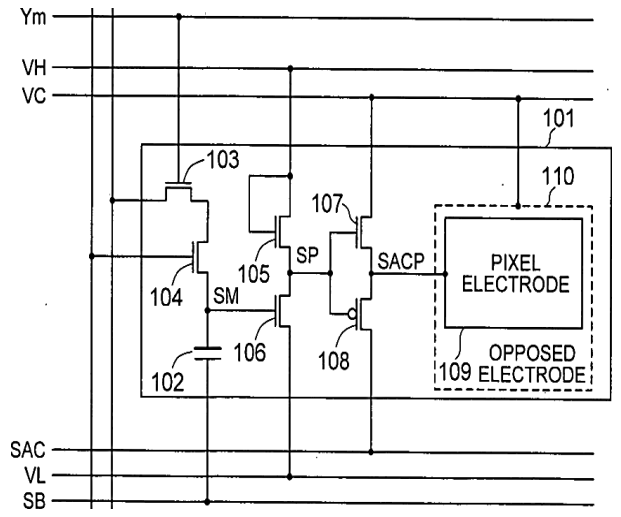 Ym
VH
VC
101
103
110
107
105
SP
SACP
PIXEL
ELECTRODE
104
SM
106
108
102
109
OPPOSED
ELECTRODE
SAC
VL
SB